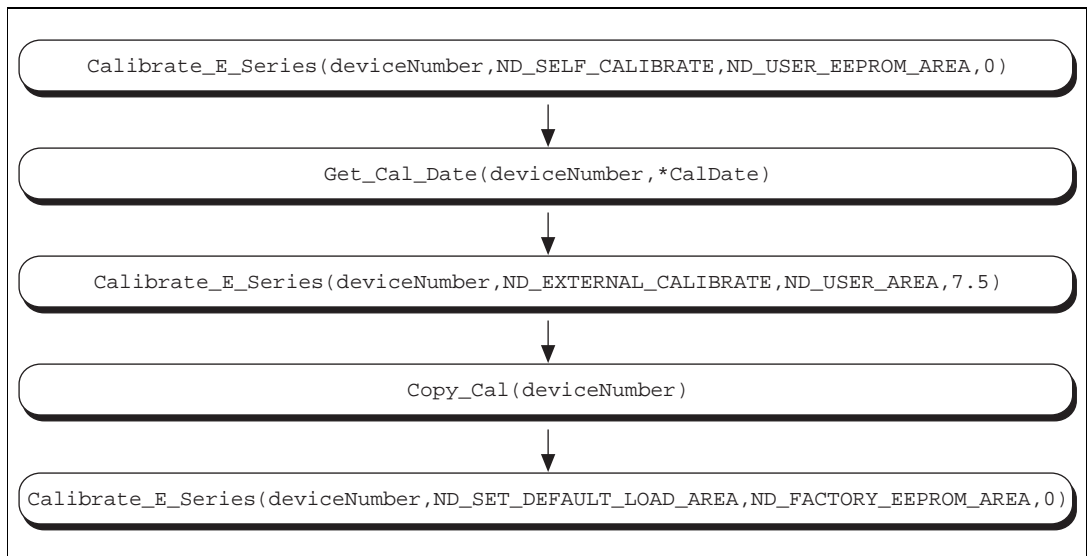 Calibrate_E_Series(deviceNumber,ND_SELF_CALIBRATE,ND_USER_EEPROM_AREA,0)
Get_Cal_Date(deviceNumber,*CalDate)
Calibrate_E_Series(deviceNumber,ND_EXTERNAL_CALIBRATE,ND_USER_AREA,7.5)
Copy_Cal(deviceNumber)
Calibrate_E_Series(deviceNumber,ND_SET_DEFAULT_LOAD_AREA,ND_FACTORY_EEPROM_AREA,0)